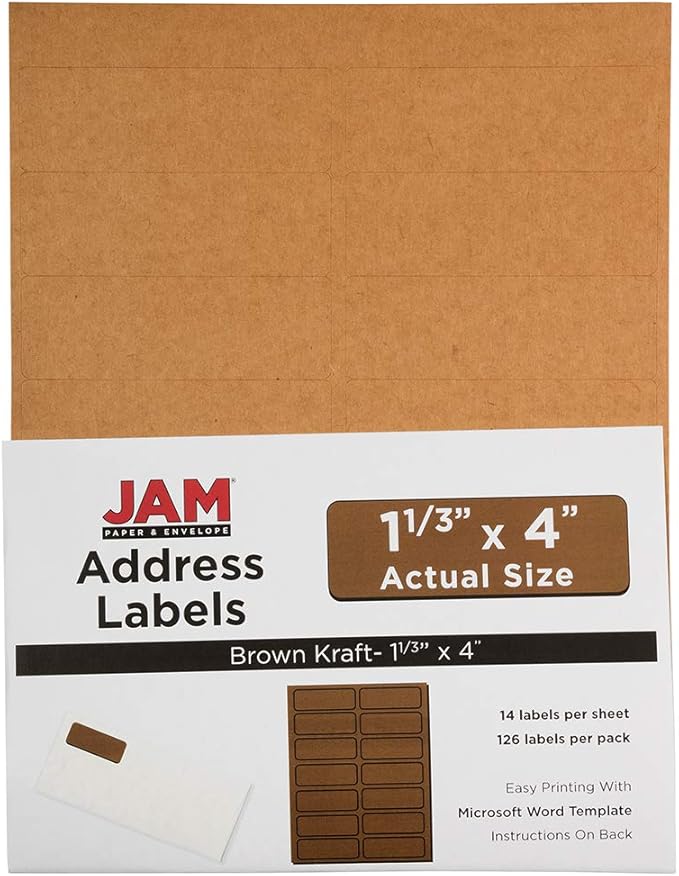 JAM®
PAPER & ENVELOPE
Address
Labels
1 1/3” x 4”
Actual Size
Brown Kraft- 1 1/3” x 4”
14 labels per sheet
126 labels per pack
Easy Printing With
Microsoft Word Template
Instructions On Back